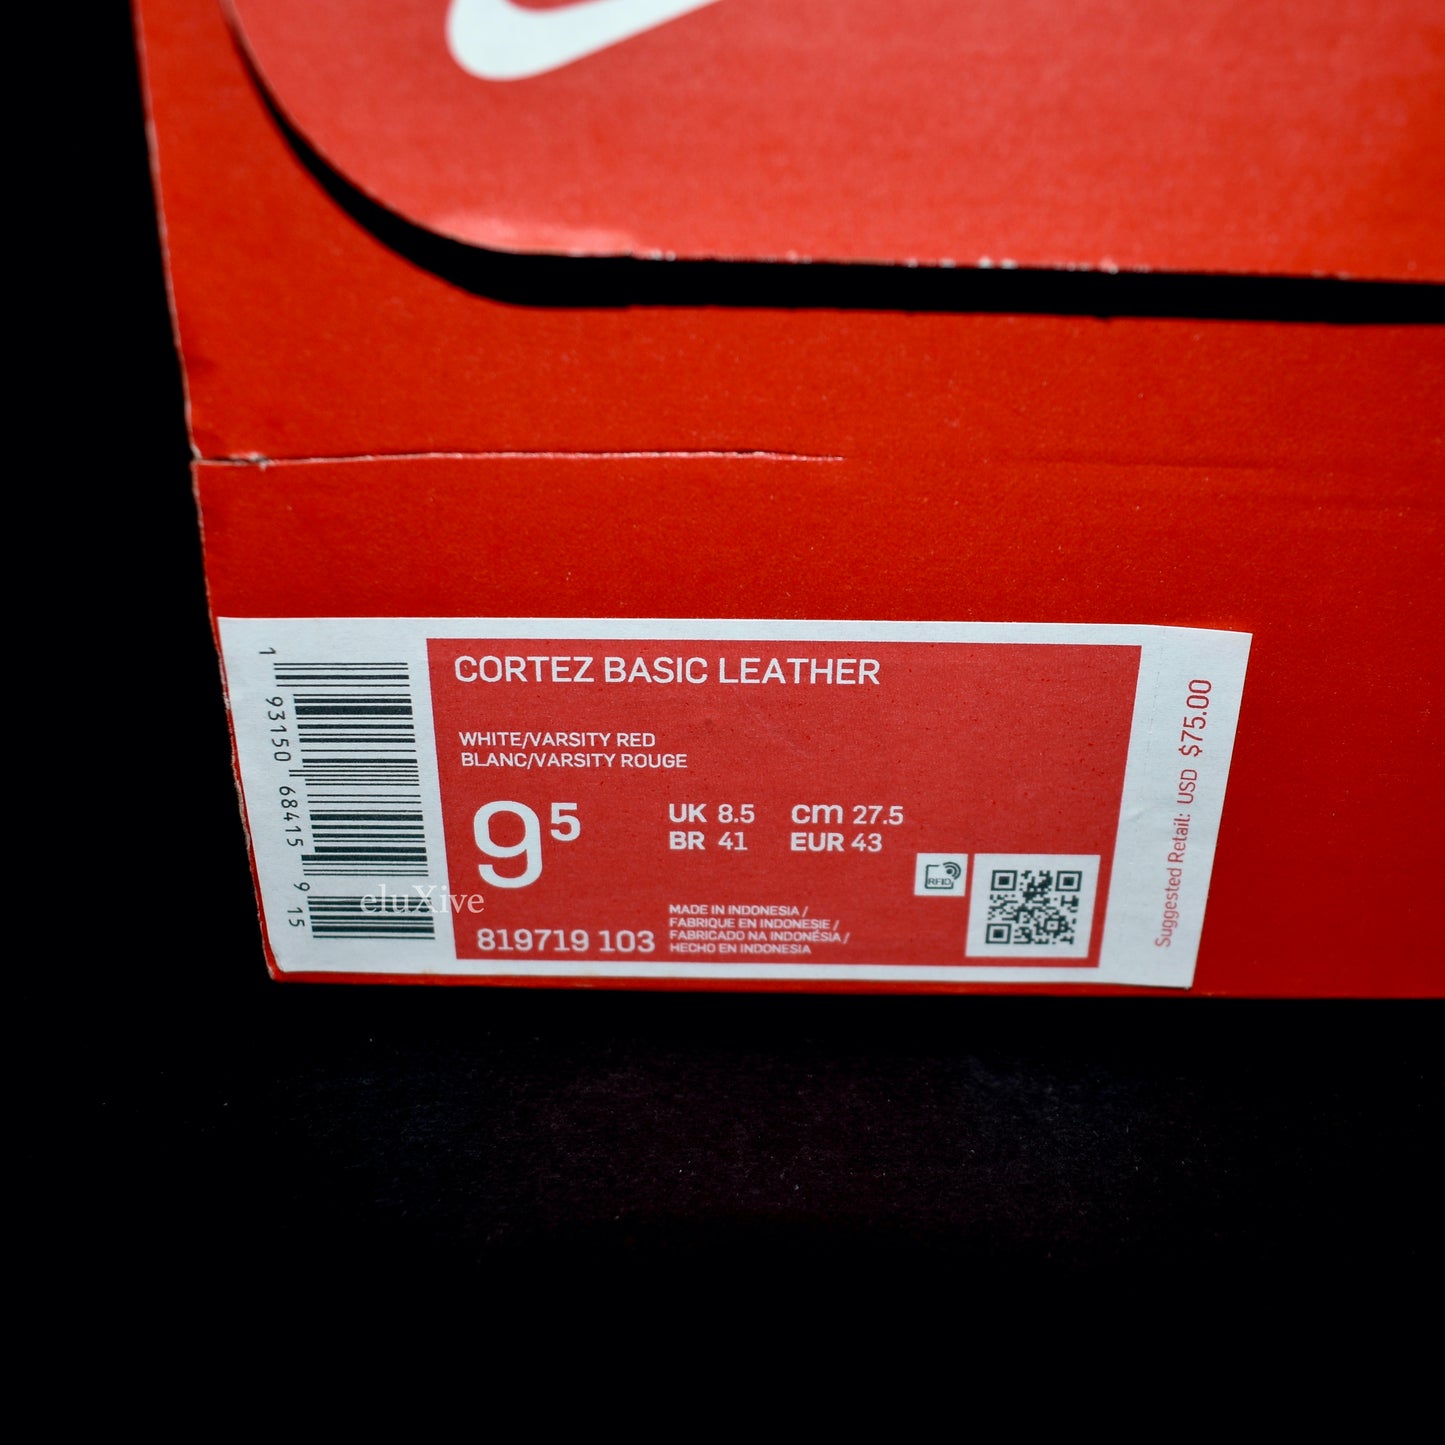 CORTEZ BASIC LEATHER
WHITE/VARSITY RED
BLANC/VARSITY ROUGE
9⁵
UK 8.5 cm 27.5
BR 41 EUR 43
819719 103
MADE IN INDONESIA /
FABRIQUE EN INDONESIE /
FABRICADO NA INDONÉSIA /
HECHO EN INDONESIA
RFID
Suggested Retail: USD $75.00
1 93150 68415 9 15
eluXive